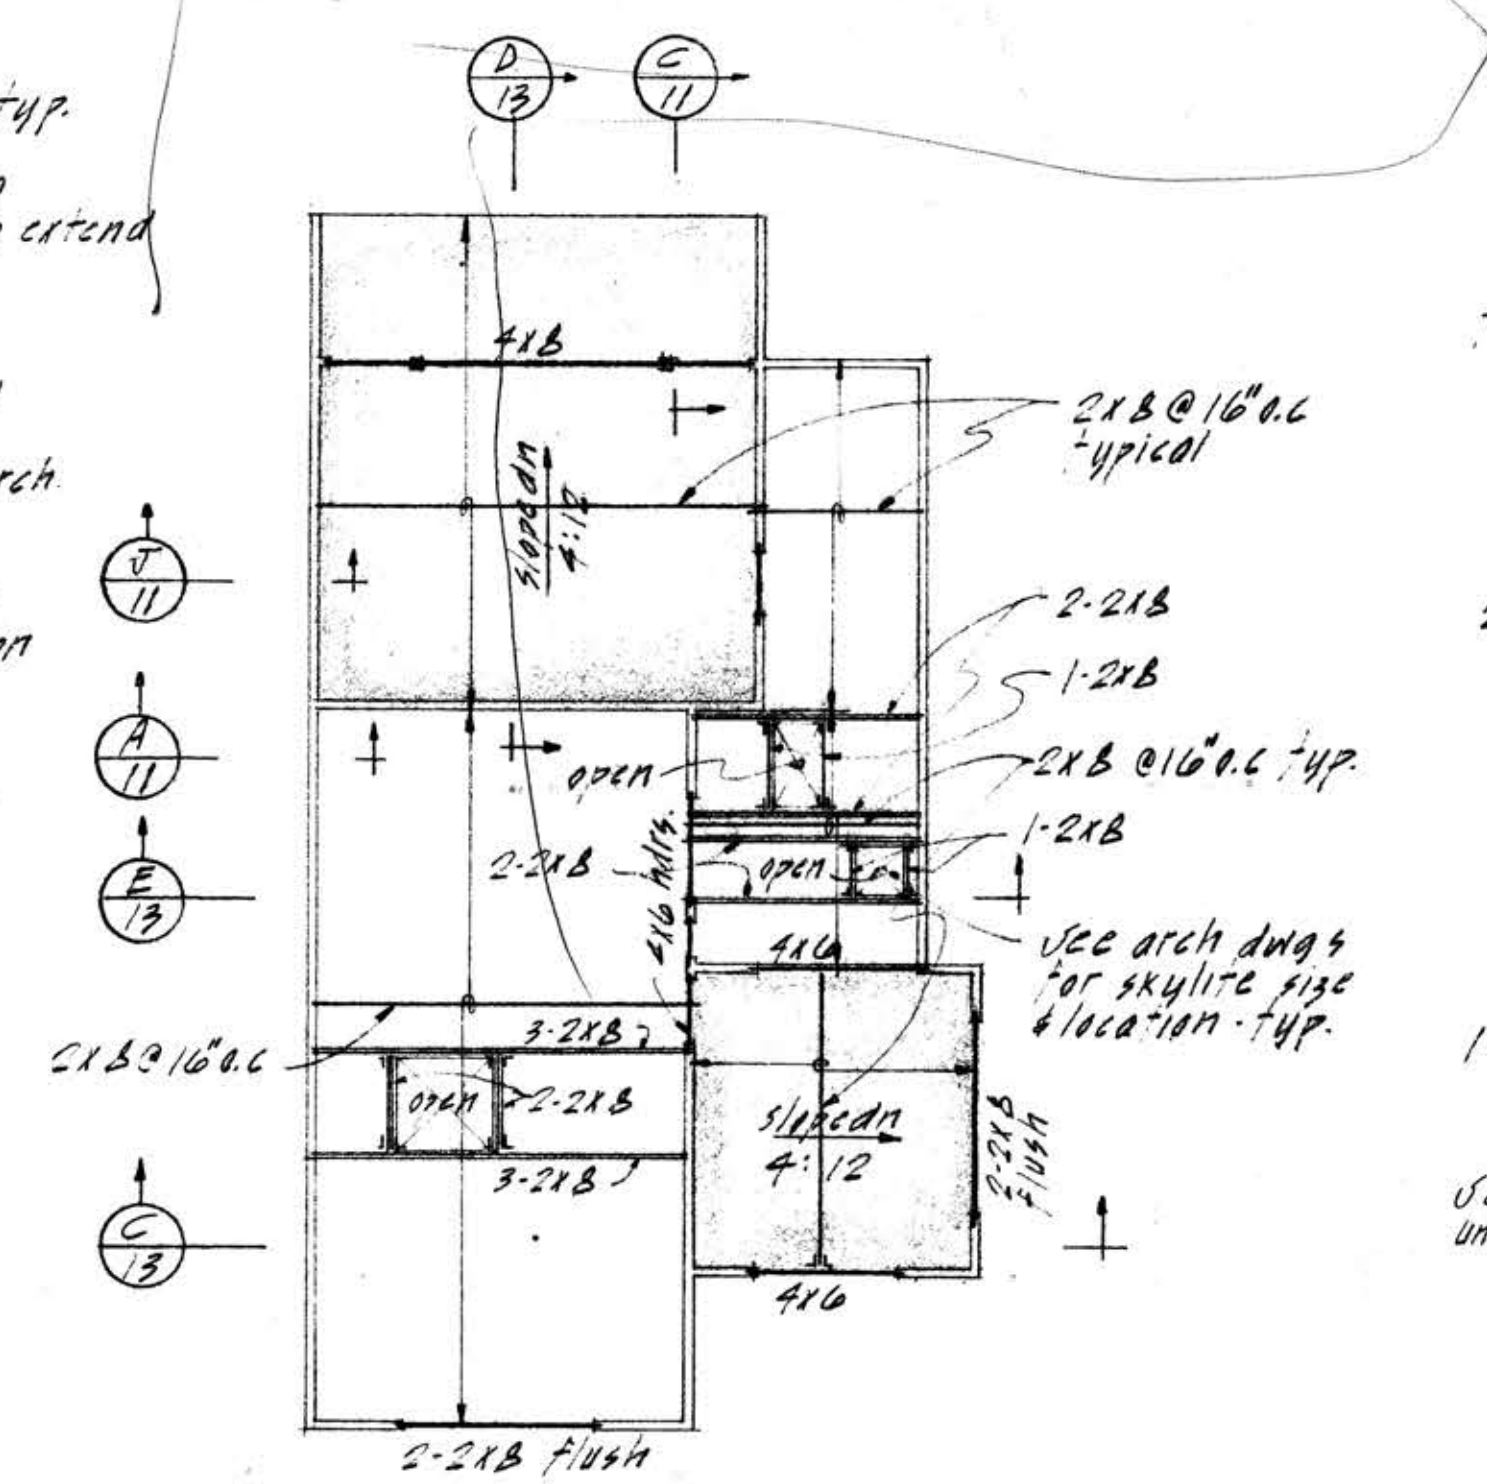 D
13
C
11
typ.
extend
4x8
2x8 @ 16" o.c
typical
slope dn
4:12
J
11
2-2x8
1-2x8
A
11
open
2x8 @ 16" o.c typ.
1-2x8
4x6 hdrs.
2-2x8
open
E
13
4x6
See arch dwgs
for skylite size
& location - typ.
3-2x8
2x8 @ 16" o.c
open
2-2x8
slope dn
4:12
2-2x8
flush
3-2x8
C
13
4x6
2-2x8 flush